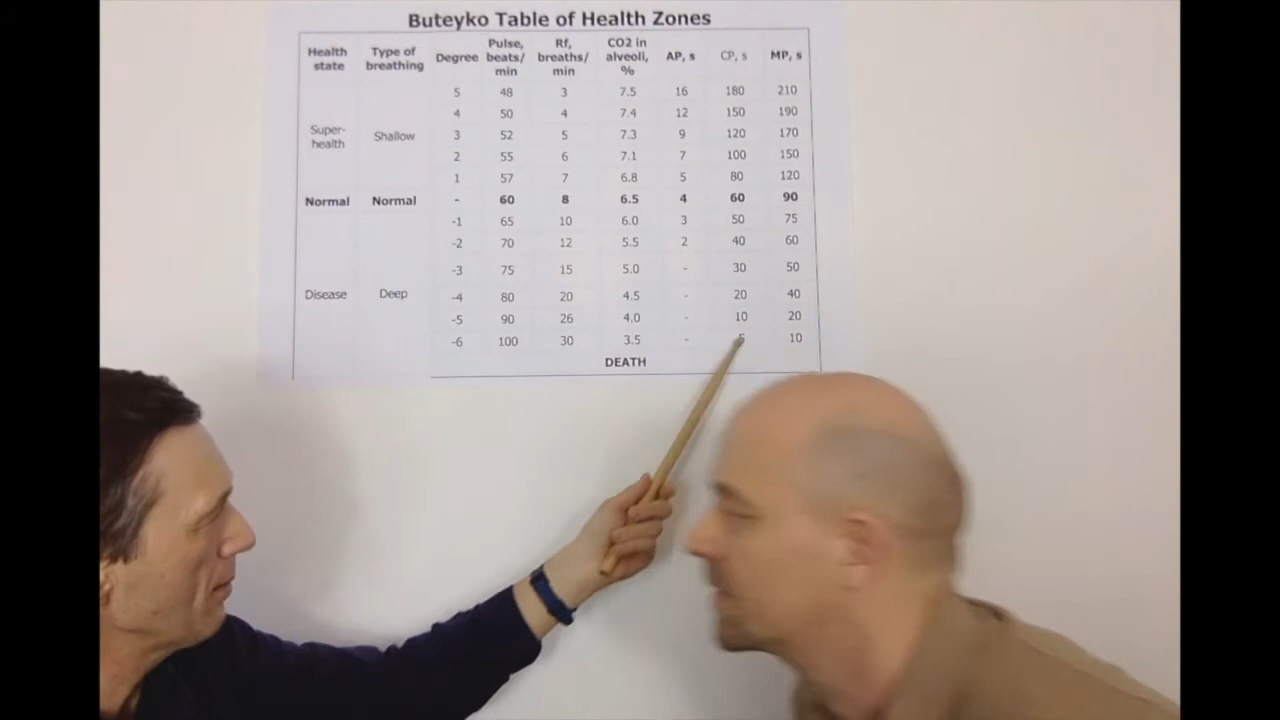 Buteyko Table of Health Zones
Health state Type of breathing Degree Pulse, beats/ min Rf, breaths/ min CO2 in alveoli, % AP, s CP, s MP, s
5 48 3 7.5 16 180 210
4 50 4 7.4 12 150 190
Super-health Shallow 3 52 5 7.3 9 120 170
2 55 6 7.1 7 100 150
1 57 7 6.8 5 80 120
Normal Normal - 60 8 6.5 4 60 90
-1 65 10 6.0 3 50 75
-2 70 12 5.5 2 40 60
-3 75 15 5.0 - 30 50
Disease Deep -4 80 20 4.5 - 20 40
-5 90 26 4.0 - 10 20
-6 100 30 3.5 - 5 10
DEATH